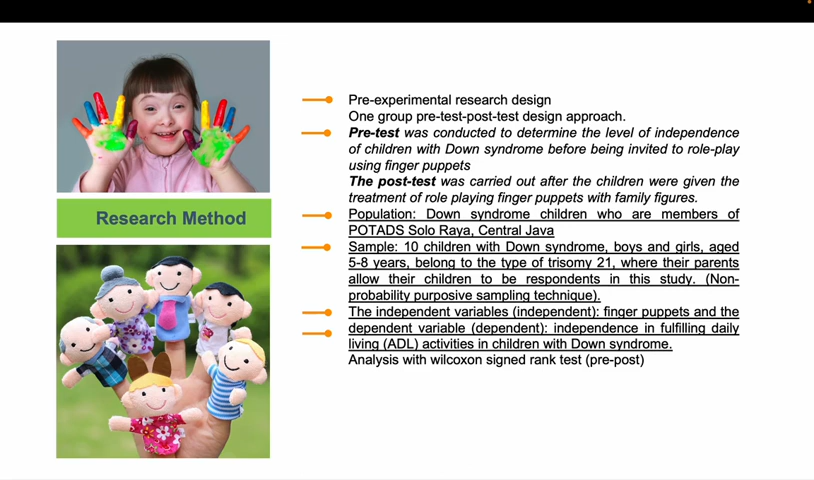 Research Method
Pre-experimental research design
One group pre-test-post-test design approach.
Pre-test was conducted to determine the level of independence
of children with Down syndrome before being invited to role-play
using finger puppets
The post-test was carried out after the children were given the
treatment of role playing finger puppets with family figures.
Population: Down syndrome children who are members of
POTADS Solo Raya, Central Java
Sample: 10 children with Down syndrome, boys and girls, aged
5-8 years, belong to the type of trisomy 21, where their parents
allow their children to be respondents in this study. (Non-
probability purposive sampling technique).
The independent variables (independent): finger puppets and the
dependent variable (dependent): independence in fulfilling daily
living (ADL) activities in children with Down syndrome.
Analysis with wilcoxon signed rank test (pre-post)